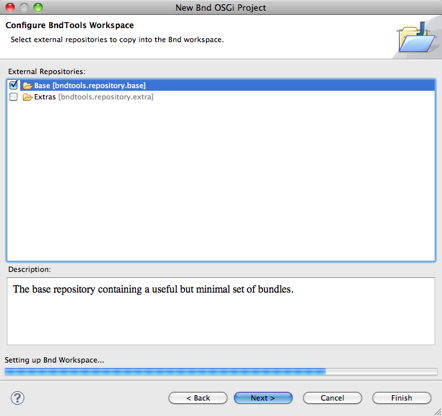 New Bnd OSGi Project
Configure BndTools Workspace
Select external repositories to copy into the Bnd workspace.
External Repositories:
Base [bndtools.repository.base]
Extras [bndtools.repository.extra]
Description:
The base repository containing a useful but minimal set of bundles.
Setting up Bnd Workspace...
?
< Back
Next >
Cancel
Finish